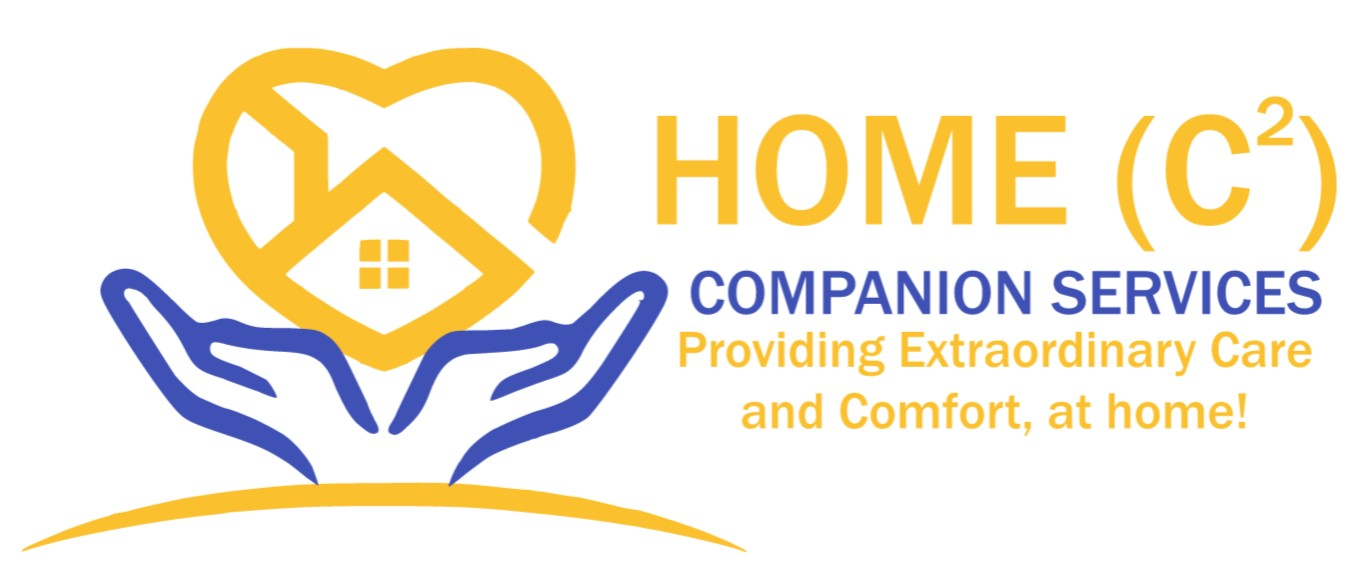 HOME (C²)
COMPANION SERVICES
Providing Extraordinary Care
and Comfort, at home!